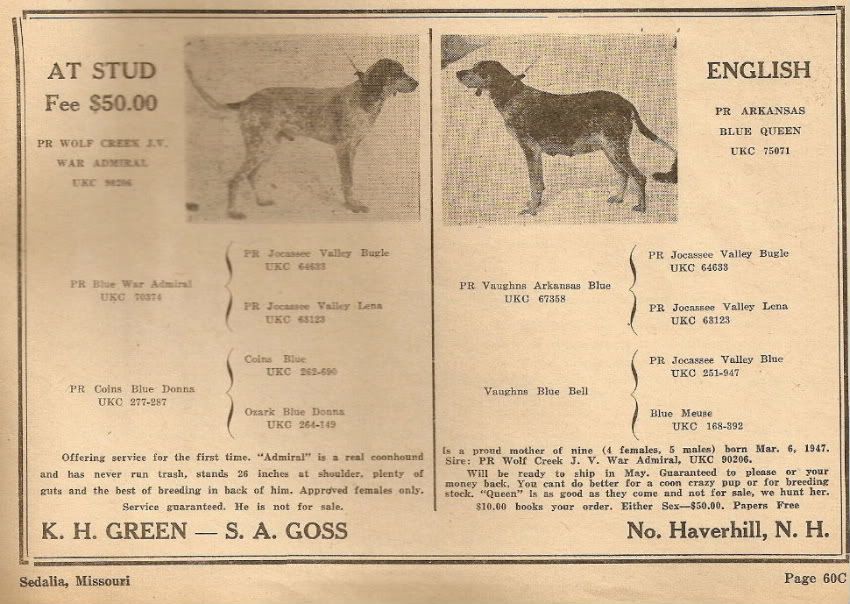 AT STUD
Fee $50.00
PR WOLF CREEK J.V.
WAR ADMIRAL
UKC 90206
PR Jocassee Valley Bugle
UKC 64633
PR Blue War Admiral
UKC 70374
PR Jocassee Valley Lena
UKC 63123
Coins Blue
UKC 262-690
PR Coins Blue Donna
UKC 277-287
Ozark Blue Donna
UKC 264-149
Offering service for the first time. "Admiral" is a real coonhound
and has never run trash, stands 26 inches at shoulder, plenty of
guts and the best of breeding in back of him. Approved females only.
Service guaranteed. He is not for sale.
K. H. GREEN — S. A. GOSS
ENGLISH
PR ARKANSAS
BLUE QUEEN
UKC 75071
PR Jocassee Valley Bugle
UKC 64633
PR Vaughns Arkansas Blue
UKC 67358
PR Jocassee Valley Lena
UKC 63123
PR Jocassee Valley Blue
UKC 251-947
Vaughns Blue Bell
Blue Meuse
UKC 168-392
Is a proud mother of nine (4 females, 5 males) born Mar. 6, 1947.
Sire: PR Wolf Creek J. V. War Admiral, UKC 90206.
Will be ready to ship in May. Guaranteed to please or your
money back. You cant do better for a coon crazy pup or for breeding
stock. "Queen" is as good as they come and not for sale, we hunt her.
$10.00 books your order. Either Sex—$50.00. Papers Free
No. Haverhill, N. H.
Sedalia, Missouri
Page 60C